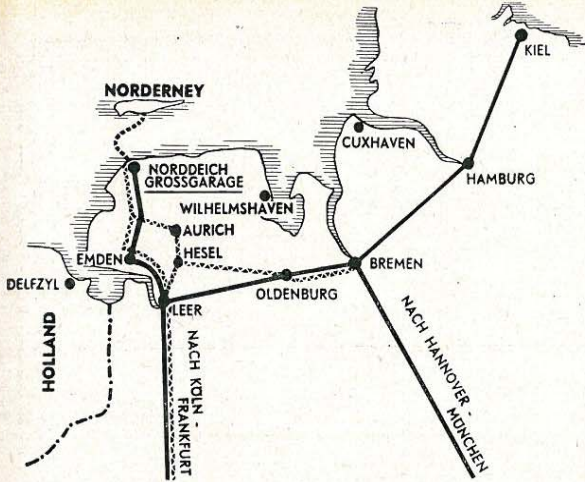 KIEL
NORDERNEY
CUXHAVEN
NORDDEICH
GROSSGARAGE
HAMBURG
WILHELMSHAVEN
AURICH
EMDEN
HESEL
BREMEN
DELFZYL
OLDENBURG
LEER
HOLLAND
NACH KÖLN -
FRANKFURT
NACH HANNOVER -
MÜNCHEN